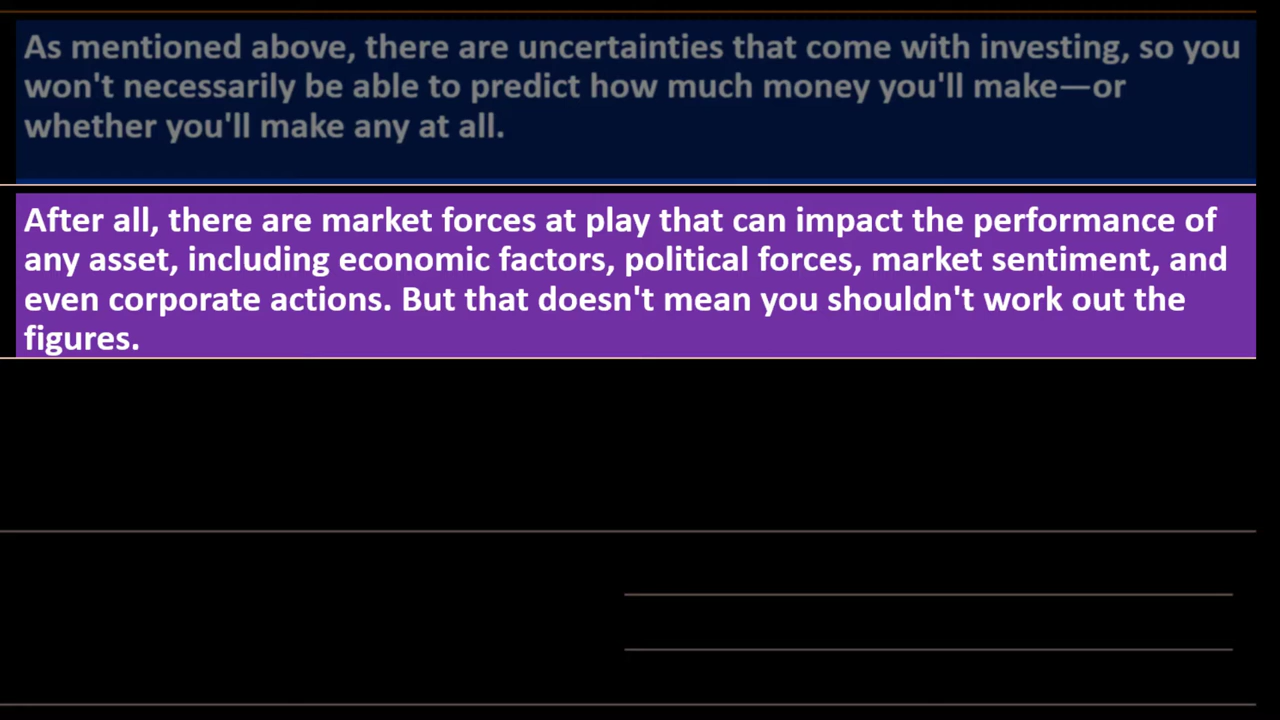 As mentioned above, there are uncertainties that come with investing, so you
won't necessarily be able to predict how much money you'll make—or
whether you'll make any at all.
After all, there are market forces at play that can impact the performance of
any asset, including economic factors, political forces, market sentiment, and
even corporate actions. But that doesn't mean you shouldn't work out the
figures.